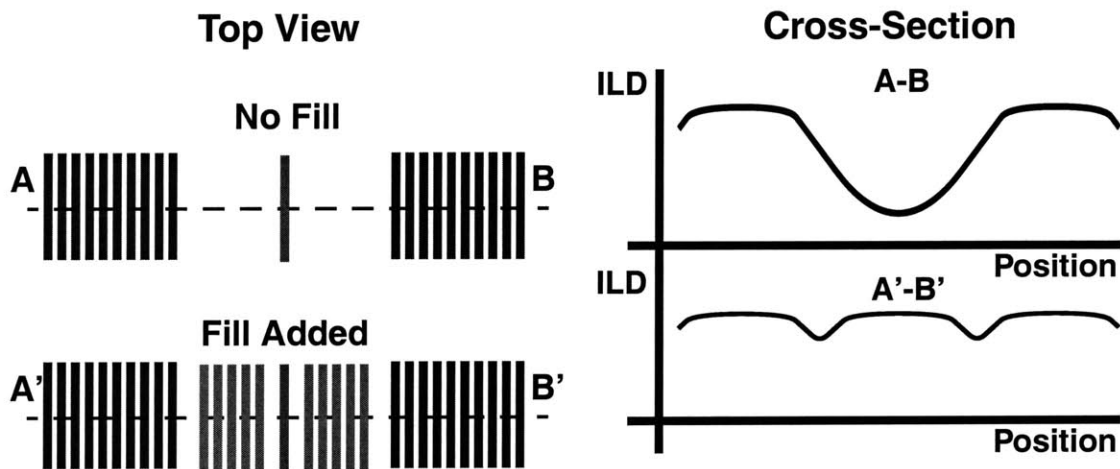 Top View
No Fill
A
B
Fill Added
A'
B'
Cross-Section
ILD
A-B
Position
ILD
A'-B'
Position